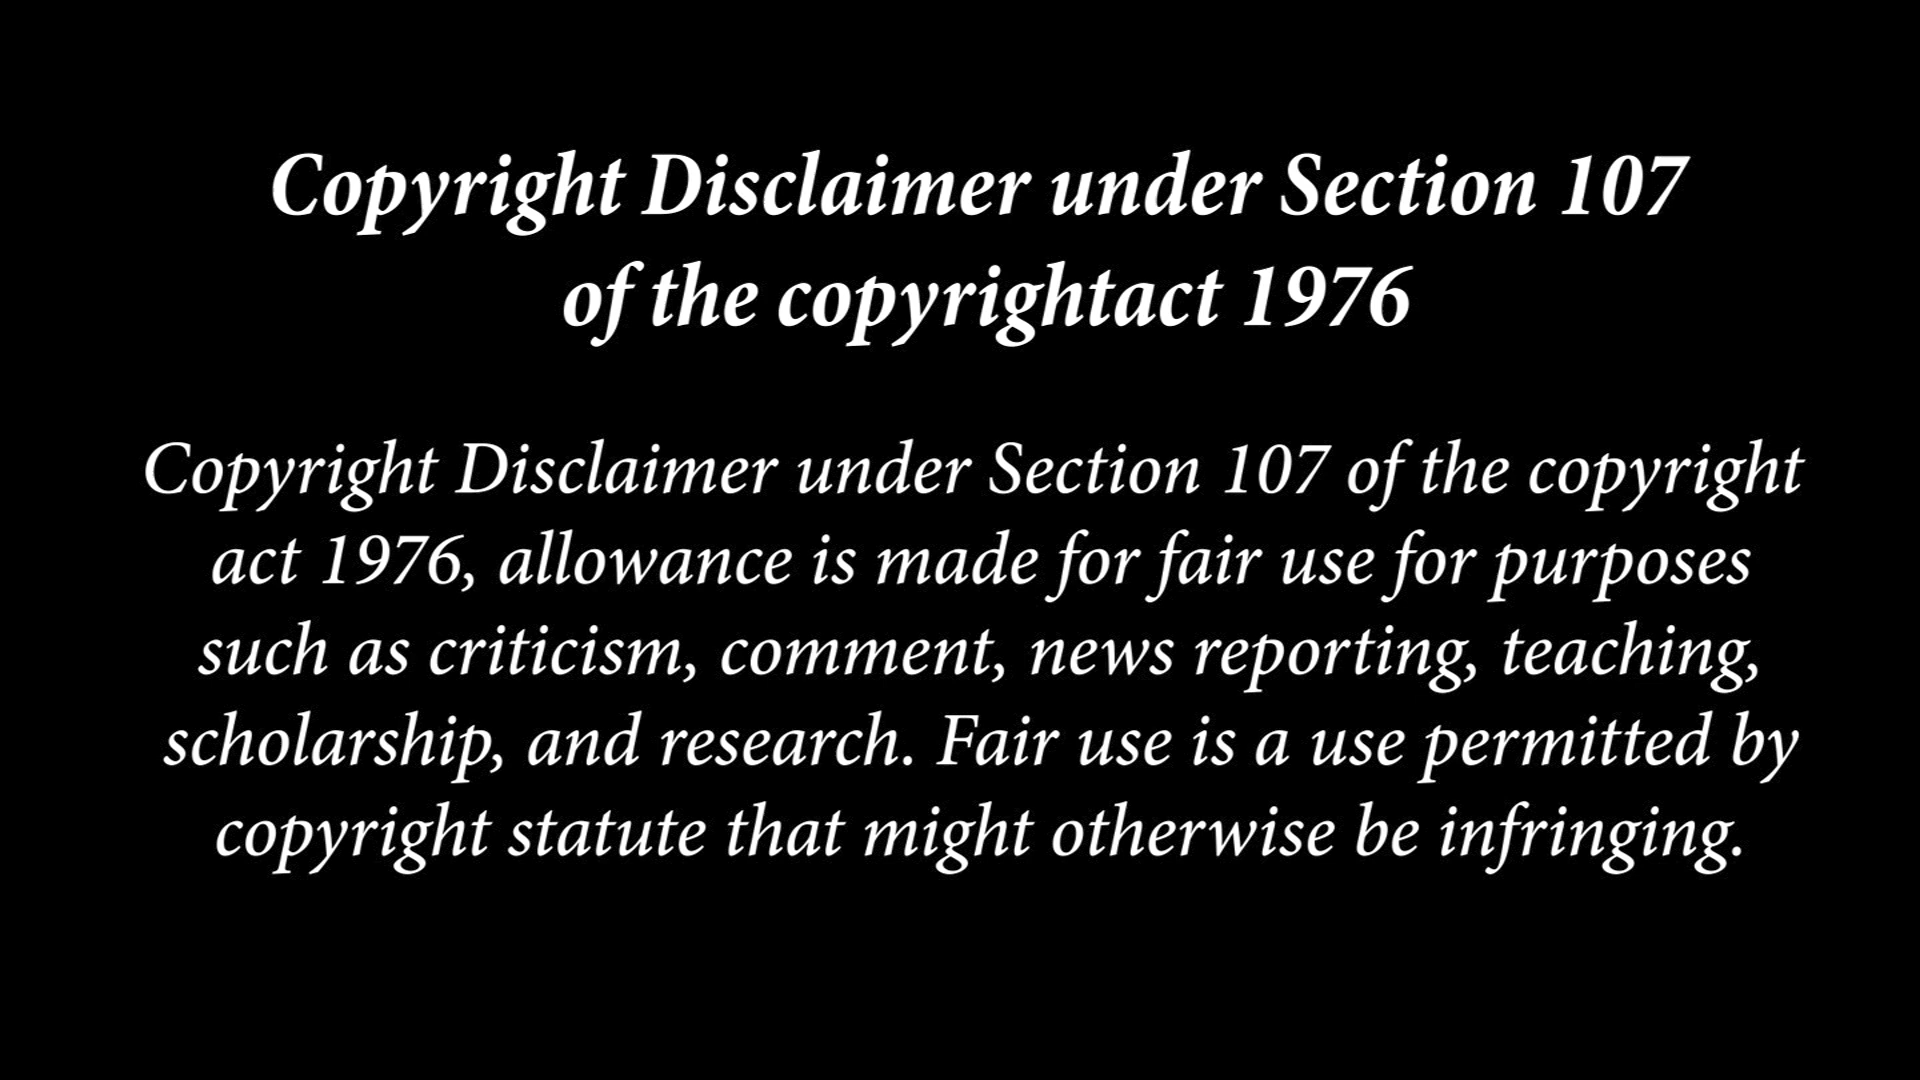 Copyright Disclaimer under Section 107
of the copyrightact 1976
Copyright Disclaimer under Section 107 of the copyright
act 1976, allowance is made for fair use for purposes
such as criticism, comment, news reporting, teaching,
scholarship, and research. Fair use is a use permitted by
copyright statute that might otherwise be infringing.